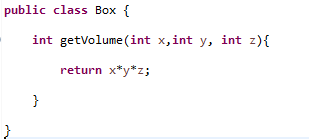 public class Box {
int getVolume(int x,int y, int z){
return x*y*z;
}
}